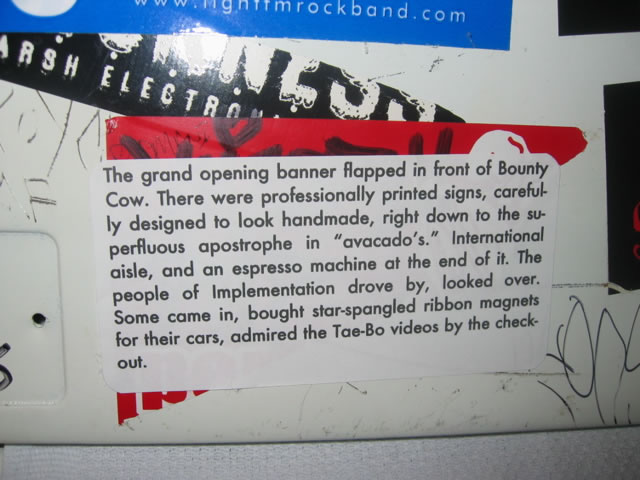 www.lightfmrockband.com
ARSH ELECTRO
The grand opening banner flapped in front of Bounty
Cow. There were professionally printed signs, careful-
ly designed to look handmade, right down to the su-
perfluous apostrophe in “avacado's.” International
aisle, and an espresso machine at the end of it. The
people of Implementation drove by, looked over.
Some came in, bought star-spangled ribbon magnets
for their cars, admired the Tae-Bo videos by the check-
out.